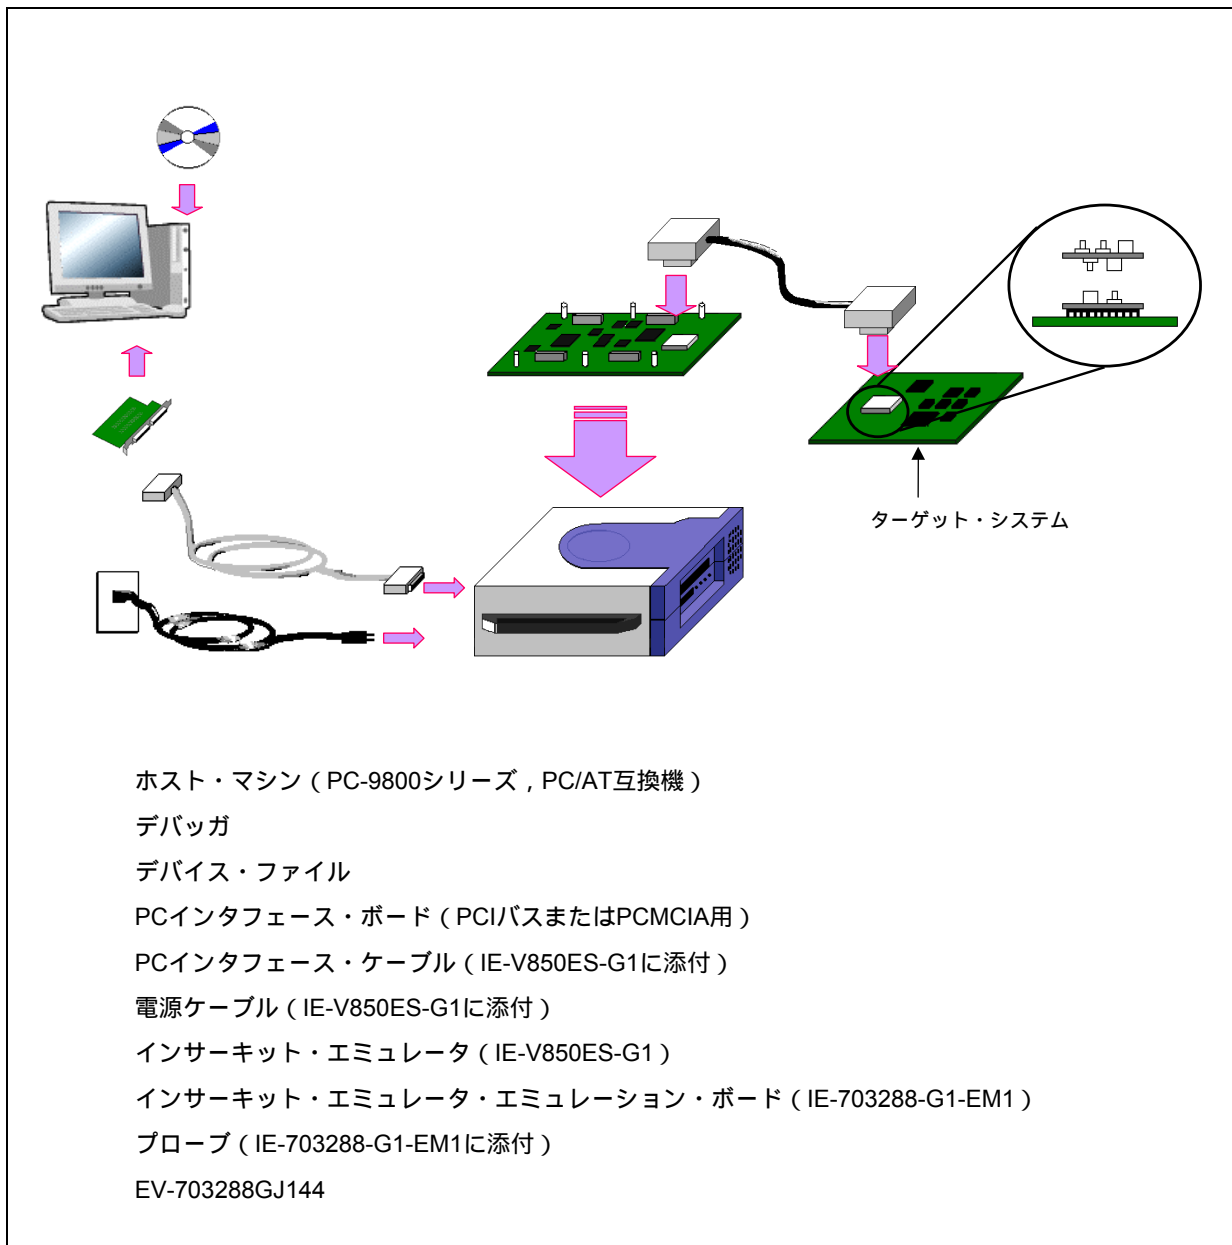 ターゲット・システム
ホスト・マシン（PC-9800シリーズ，PC/AT互換機）
デバッガ
デバイス・ファイル
PCインタフェース・ボード（PCIバスまたはPCMCIA用）
PCインタフェース・ケーブル（IE-V850ES-G1に添付）
電源ケーブル（IE-V850ES-G1に添付）
インサーキット・エミュレータ（IE-V850ES-G1）
インサーキット・エミュレータ・エミュレーション・ボード（IE-703288-G1-EM1）
プローブ（IE-703288-G1-EM1に添付）
EV-703288GJ144